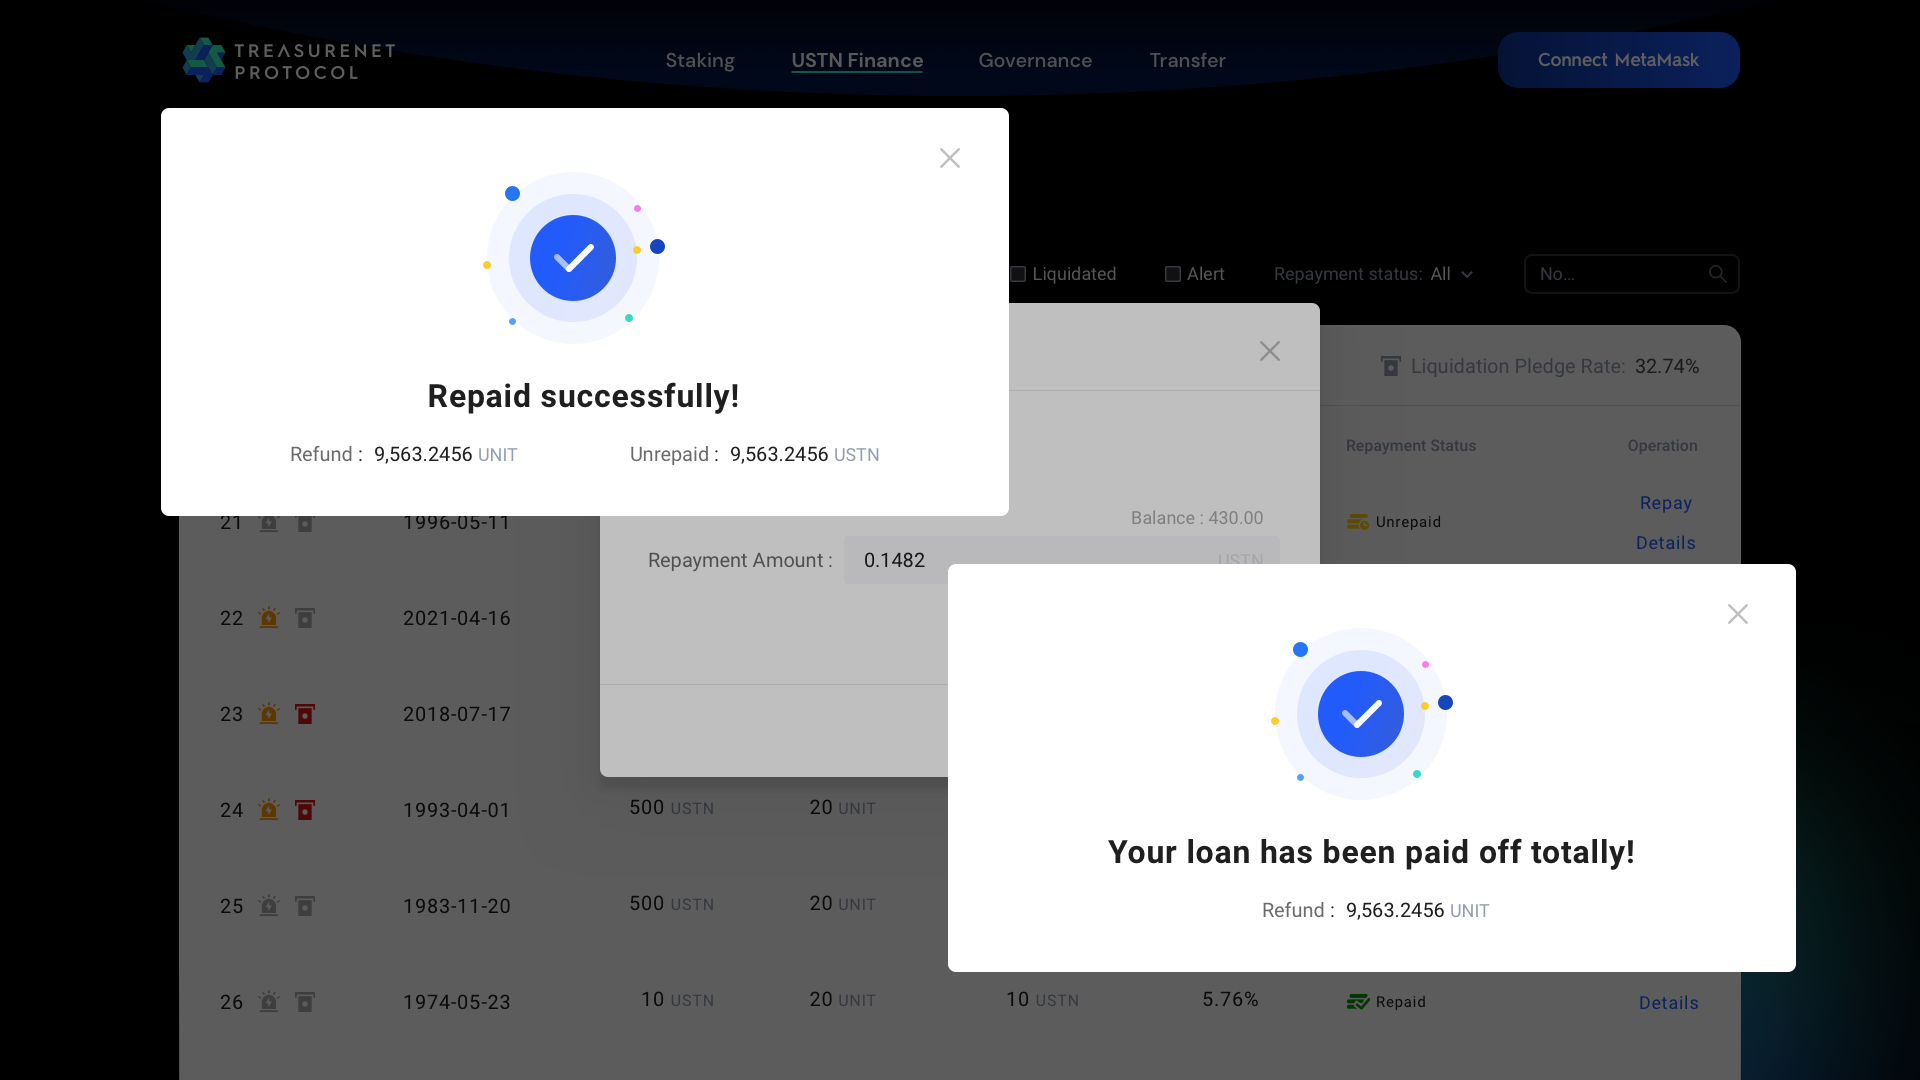 TREASURENET
PROTOCOL
Staking
USTN Finance
Governance
Transfer
Connect MetaMask
Liquidated
Alert
Repayment status: All
No...
Repaid successfully!
Refund : 9,563.2456 UNIT
Unrepaid : 9,563.2456 USTN
Liquidation Pledge Rate: 32.74%
Repayment Status
Operation
Balance : 430.00
Repayment Amount : 0.1482 USTN
21 1996-05-11 Unrepaid
Repay
Details
22 2021-04-16
23 2018-07-17
24 1993-04-01 500 USTN 20 UNIT
Your loan has been paid off totally!
Refund : 9,563.2456 UNIT
25 1983-11-20 500 USTN 20 UNIT
26 1974-05-23 10 USTN 20 UNIT 10 USTN 5.76% Repaid Details